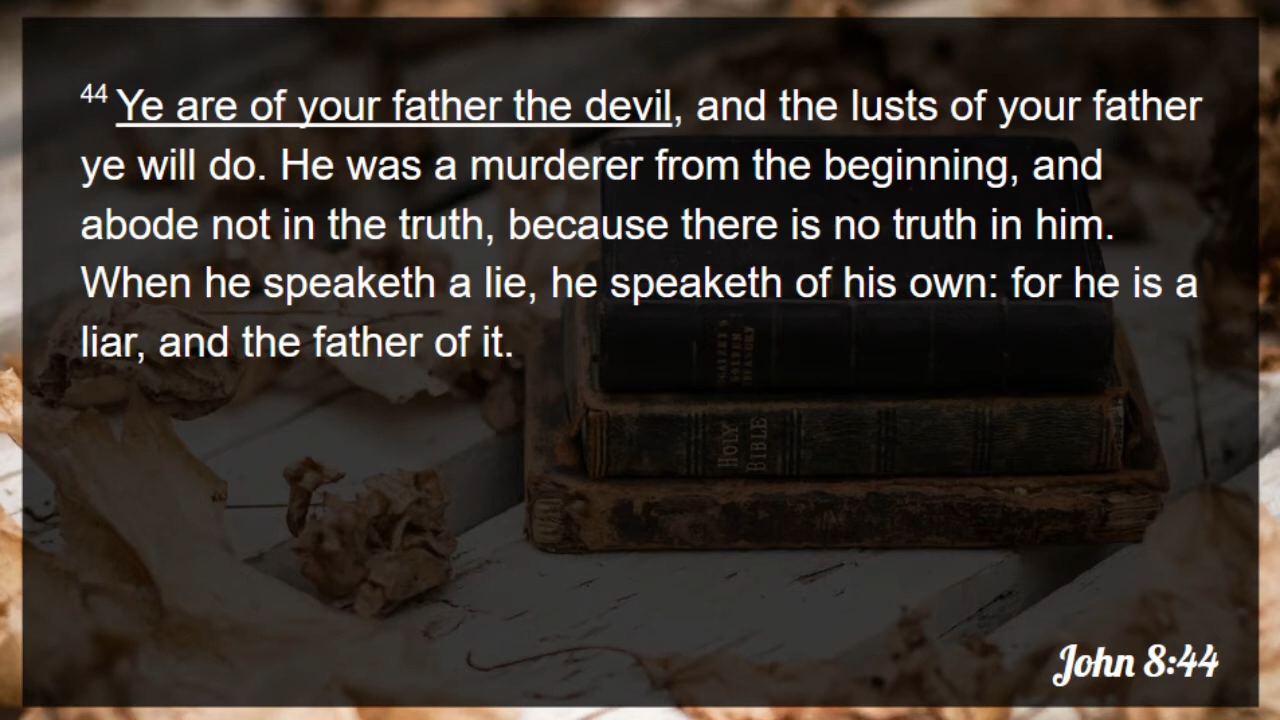 44 Ye are of your father the devil, and the lusts of your father
ye will do. He was a murderer from the beginning, and
abode not in the truth, because there is no truth in him.
When he speaketh a lie, he speaketh of his own: for he is a
liar, and the father of it.
HOLY
BIBLE
John 8:44